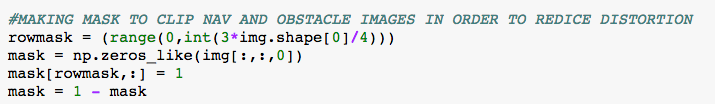 #MAKING MASK TO CLIP NAV AND OBSTACLE IMAGES IN ORDER TO REDICE DISTORTION
rowmask = (range(0,int(3*img.shape[0]/4)))
mask = np.zeros_like(img[:,:,0])
mask[rowmask,:] = 1
mask = 1 - mask